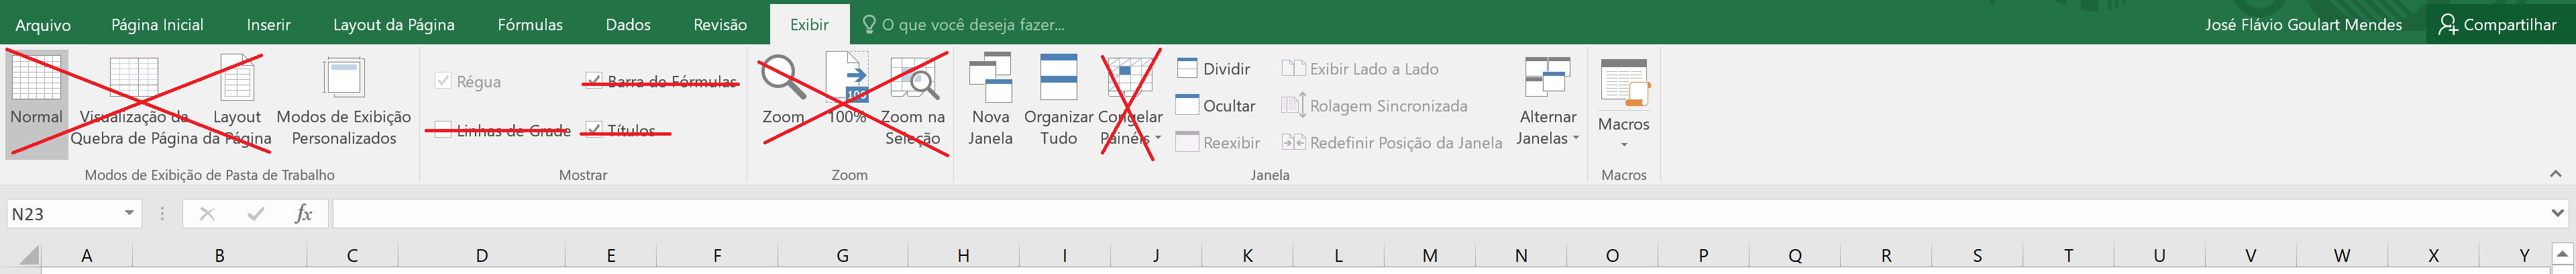 Arquivo Página Inicial Inserir Layout da Página Fórmulas Dados Revisão Exibir O que você deseja fazer... José Flávio Goulart Mendes Compartilhar
Normal
Visualização da
Quebra de Página
Layout
da Página
Modos de Exibição
Personalizados
Modos de Exibição de Pasta de Trabalho
Régua
Barra de Fórmulas
Linhas de Grade
Títulos
Mostrar
Zoom
100
100%
Zoom na
Seleção
Zoom
Nova
Janela
Organizar
Tudo
Congelar
Painéis
Dividir
Ocultar
Reexibir
Exibir Lado a Lado
Rolagem Sincronizada
Redefinir Posição da Janela
Alternar
Janelas
Janela
Macros
Macros
N23 fx
A B C D E F G H I J K L M N O P Q R S T U V W X Y